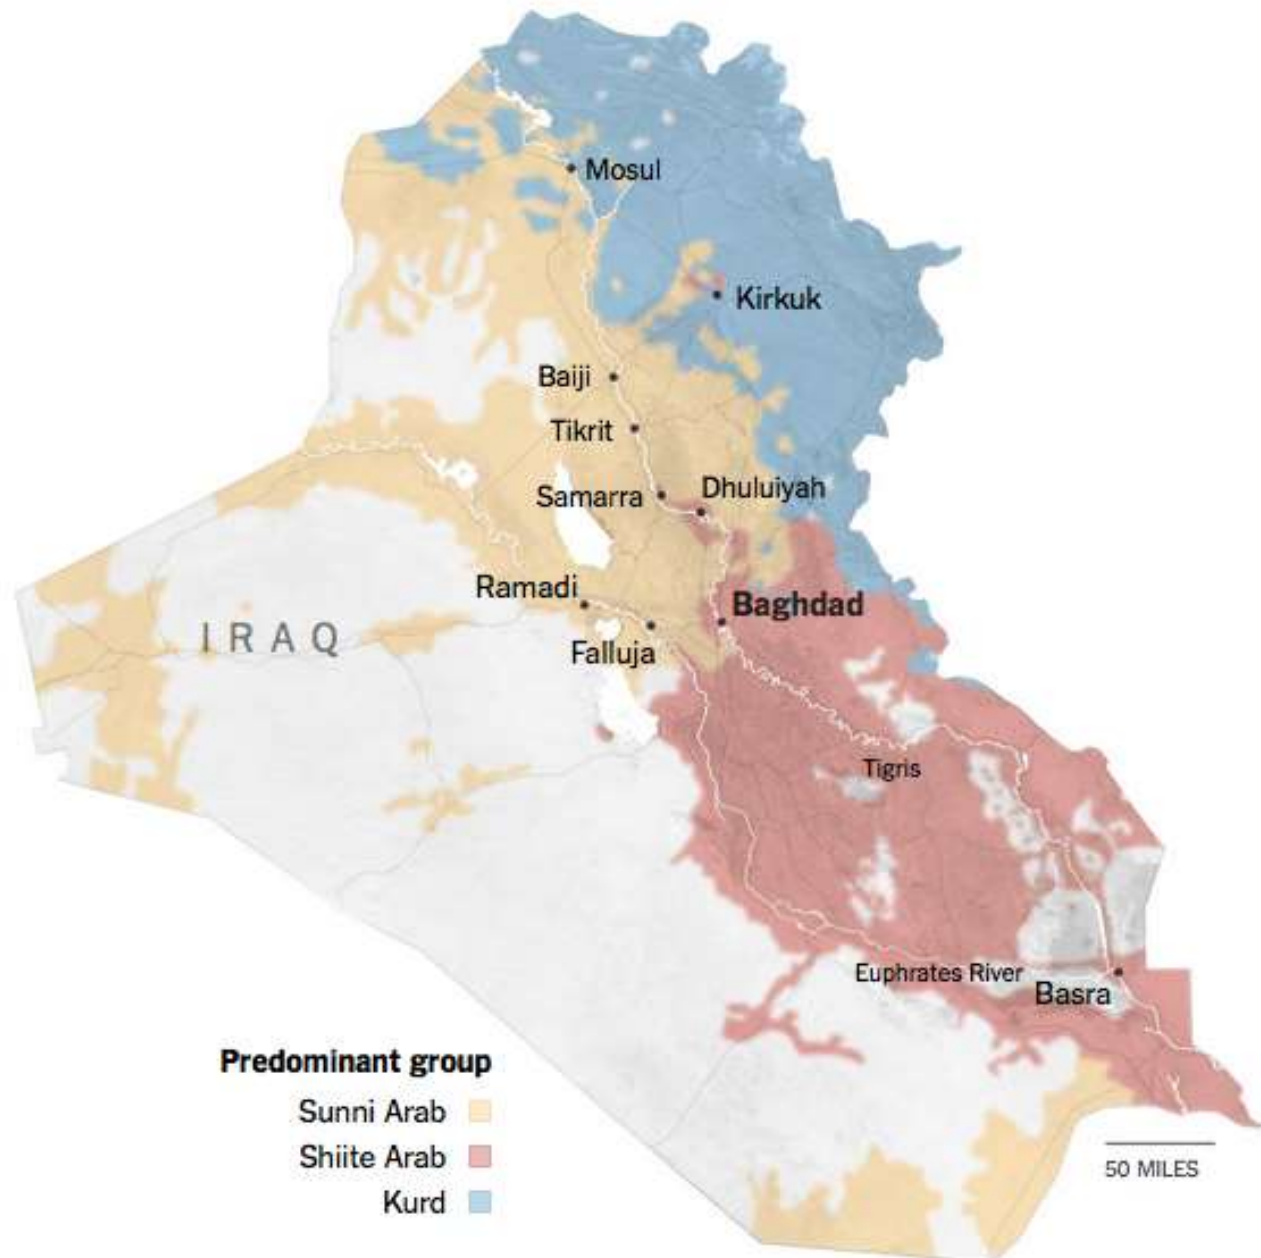 Mosul
Kirkuk
Baiji
Tikrit
Samarra
Dhuluiyah
Ramadi
Baghdad
IRAQ
Falluja
Tigris
Euphrates River
Basra
Predominant group
Sunni Arab
Shiite Arab
Kurd
50 MILES